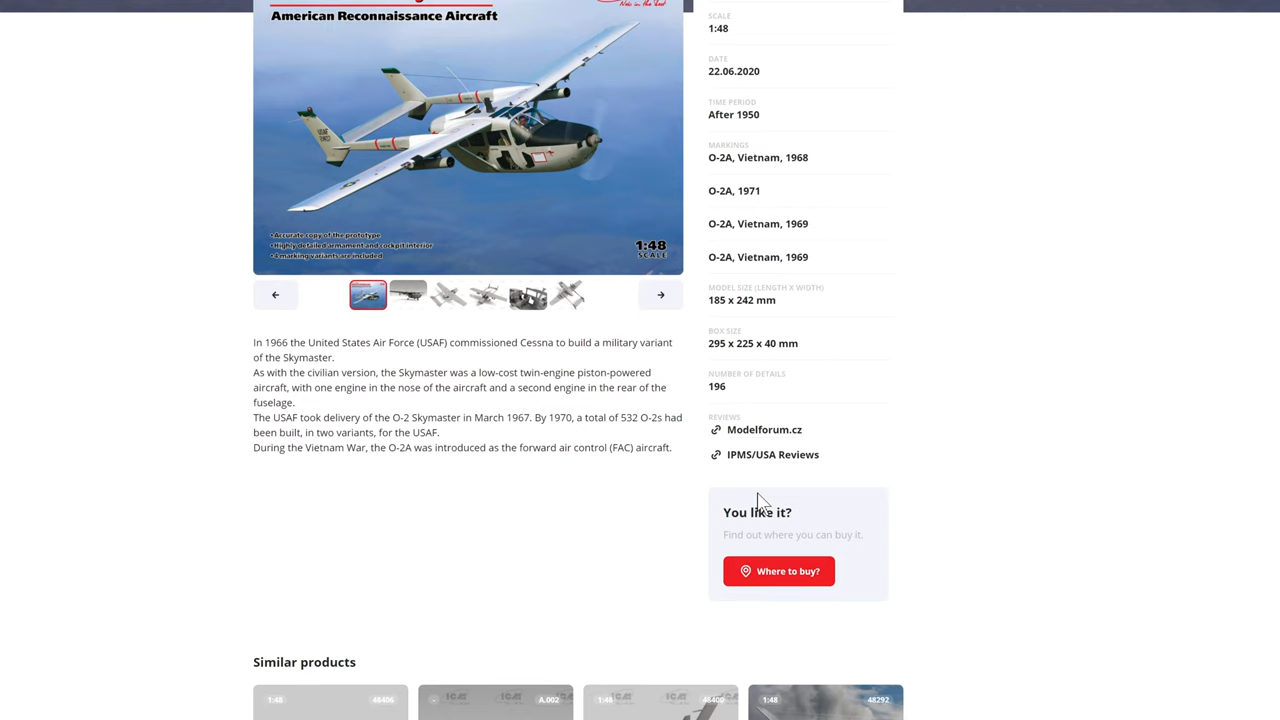 American Reconnaissance Aircraft
•Accurate copy of the prototype
•Highly detailed armament and cockpit interior
•4 marking variants are included
1:48
SCALE
USAF
In 1966 the United States Air Force (USAF) commissioned Cessna to build a military variant
of the Skymaster.
As with the civilian version, the Skymaster was a low-cost twin-engine piston-powered
aircraft, with one engine in the nose of the aircraft and a second engine in the rear of the
fuselage.
The USAF took delivery of the O-2 Skymaster in March 1967. By 1970, a total of 532 O-2s had
been built, in two variants, for the USAF.
During the Vietnam War, the O-2A was introduced as the forward air control (FAC) aircraft.
SCALE
1:48
DATE
22.06.2020
TIME PERIOD
After 1950
MARKINGS
O-2A, Vietnam, 1968
O-2A, 1971
O-2A, Vietnam, 1969
O-2A, Vietnam, 1969
MODEL SIZE (LENGTH X WIDTH)
185 x 242 mm
BOX SIZE
295 x 225 x 40 mm
NUMBER OF DETAILS
196
REVIEWS
Modelforum.cz
IPMS/USA Reviews
You like it?
Find out where you can buy it.
Where to buy?
Similar products
1:48 48406
- ICM ICM A.002
1:48 ICM ICM 48400
1:48 48292